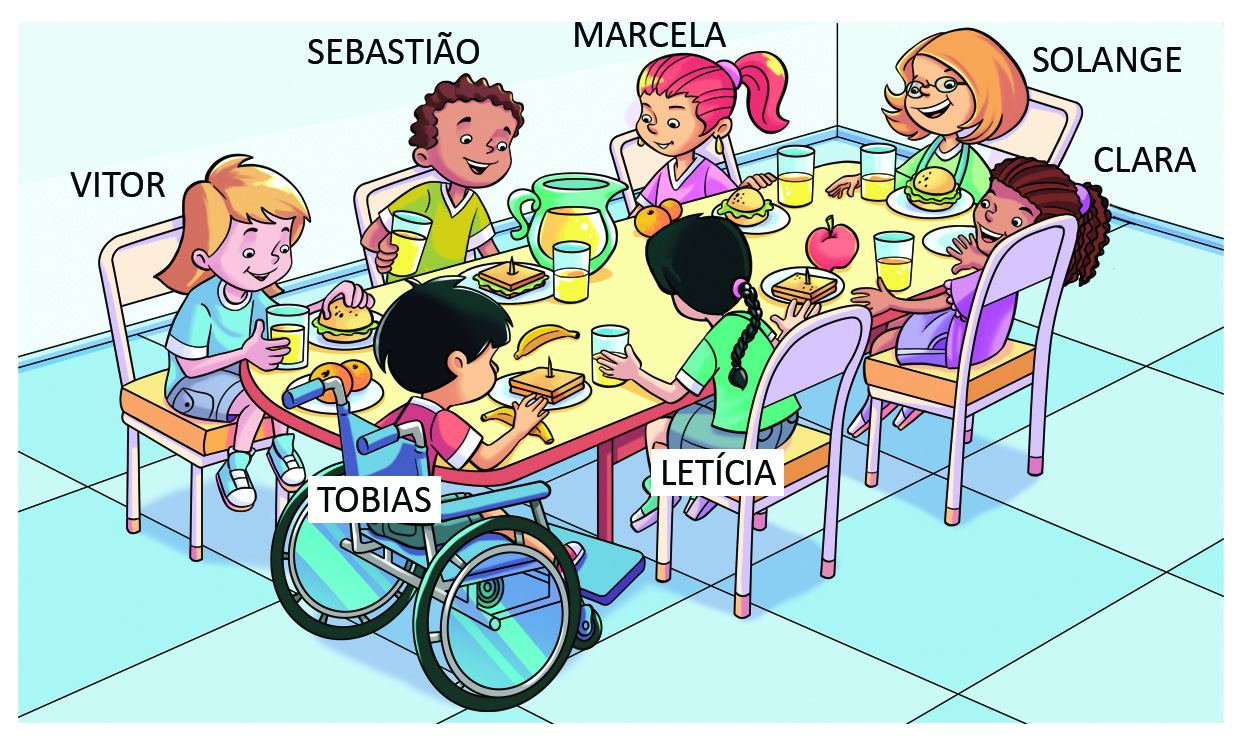 SEBASTIÃO
MARCELA
SOLANGE
VITOR
CLARA
TOBIAS
LETÍCIA